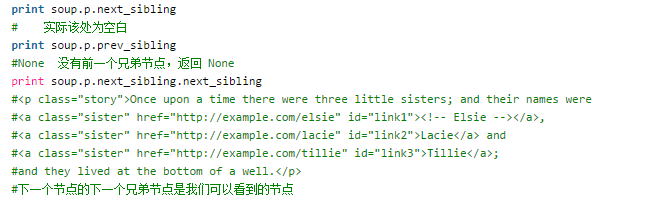 print soup.p.next_sibling
#    实际该处为空白
print soup.p.prev_sibling
#None  没有前一个兄弟节点，返回 None
print soup.p.next_sibling.next_sibling
#<p class="story">Once upon a time there were three little sisters; and their names were
#<a class="sister" href="http://example.com/elsie" id="link1"><!-- Elsie --></a>,
#<a class="sister" href="http://example.com/lacie" id="link2">Lacie</a> and
#<a class="sister" href="http://example.com/tillie" id="link3">Tillie</a>;
#and they lived at the bottom of a well.</p>
#下一个节点的下一个兄弟节点是我们可以看到的节点